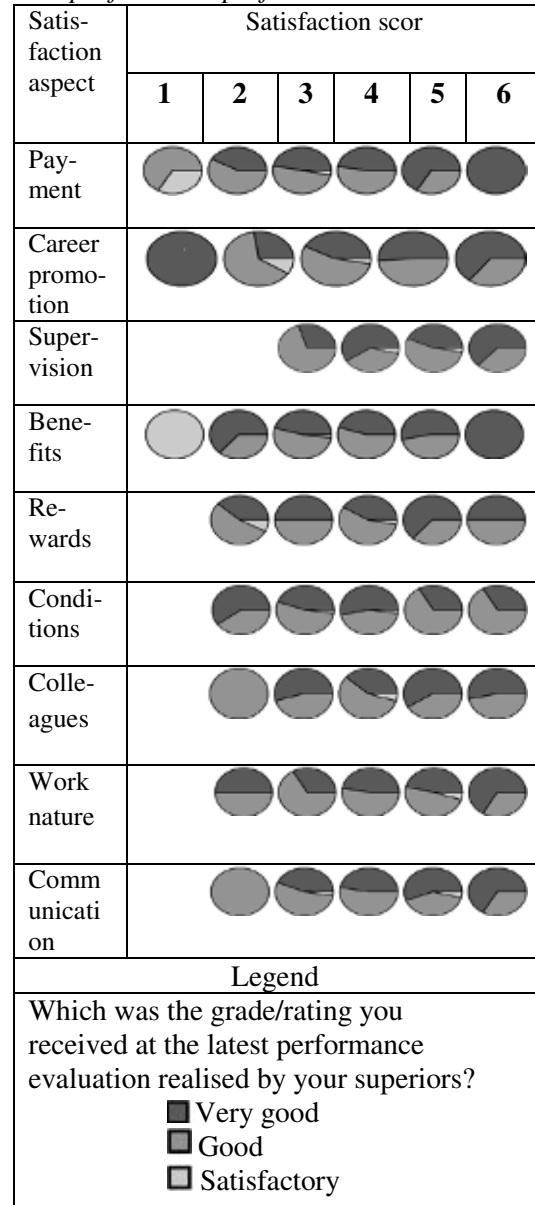 Satis-
faction
aspect
Satisfaction scor
1 2 3 4 5 6
Pay-
ment
Career
promo-
tion
Super-
vision
Bene-
fits
Re-
wards
Condi-
tions
Colle-
agues
Work
nature
Comm
unicati
on
Legend
Which was the grade/rating you
received at the latest performance
evaluation realised by your superiors?
Very good
Good
Satisfactory